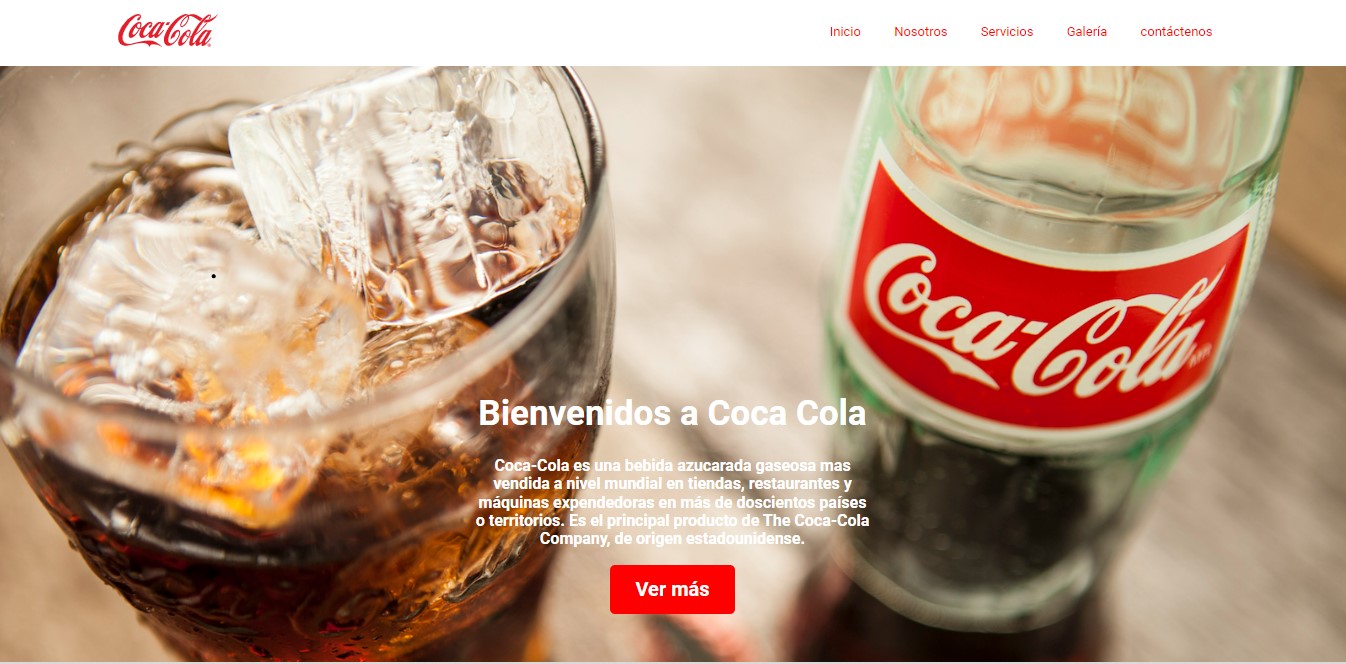 Coca-Cola
Inicio Nosotros Servicios Galería contáctenos
Coca-Cola
Bienvenidos a Coca Cola
Coca-Cola es una bebida azucarada gaseosa mas
vendida a nivel mundial en tiendas, restaurantes y
máquinas expendedoras en más de doscientos países
o territorios. Es el principal producto de The Coca-Cola
Company, de origen estadounidense.
Ver más